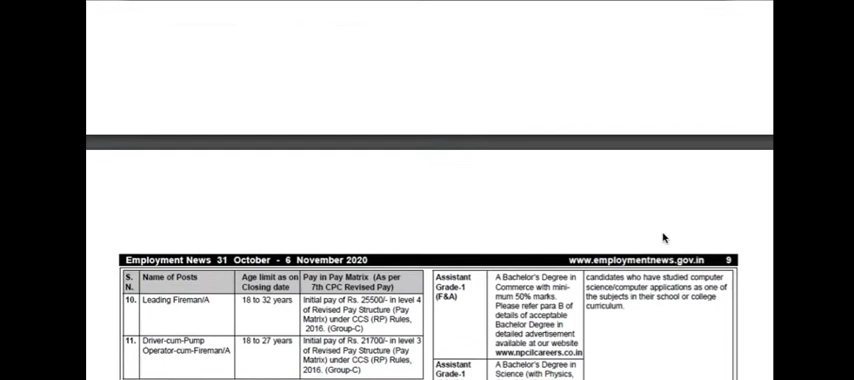 Employment News 31 October - 6 November 2020 www.employmentnews.gov.in 9
S. N. Name of Posts Age limit as on Closing date Pay in Pay Matrix (As per 7th CPC Revised Pay)
10. Leading Fireman/A 18 to 32 years Initial pay of Rs. 25500/- in level 4
of Revised Pay Structure (Pay
Matrix) under CCS (RP) Rules,
2016. (Group-C)
11. Driver-cum-Pump 18 to 27 years Initial pay of Rs. 21700/- in level 3
Operator-cum-Fireman/A of Revised Pay Structure (Pay
Matrix) under CCS (RP) Rules,
2016. (Group-C)
Assistant
Grade-1
(F&A)
A Bachelor's Degree in
Commerce with mini-
mum 50% marks.
Please refer para B of
details of acceptable
Bachelor Degree in
detailed advertisement
available at our website
www.npcilcareers.co.in
candidates who have studied computer
science/computer applications as one of
the subjects in their school or college
curriculum.
Assistant
Grade-1
A Bachelor's Degree in
Science (with Physics,